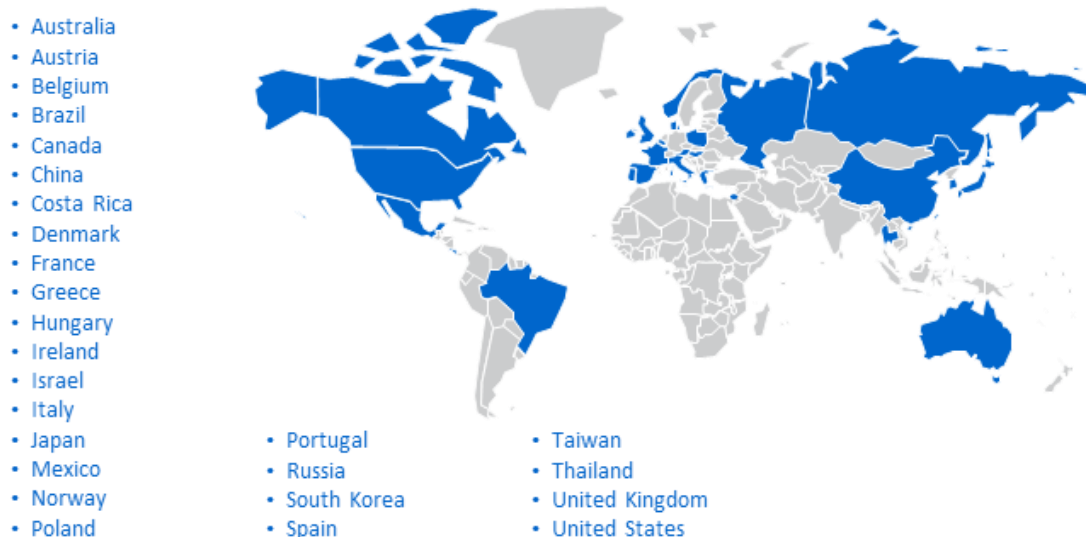 • Australia
• Austria
• Belgium
• Brazil
• Canada
• China
• Costa Rica
• Denmark
• France
• Greece
• Hungary
• Ireland
• Israel
• Italy
• Japan
• Mexico
• Norway
• Poland
• Portugal
• Russia
• South Korea
• Spain
• Taiwan
• Thailand
• United Kingdom
• United States